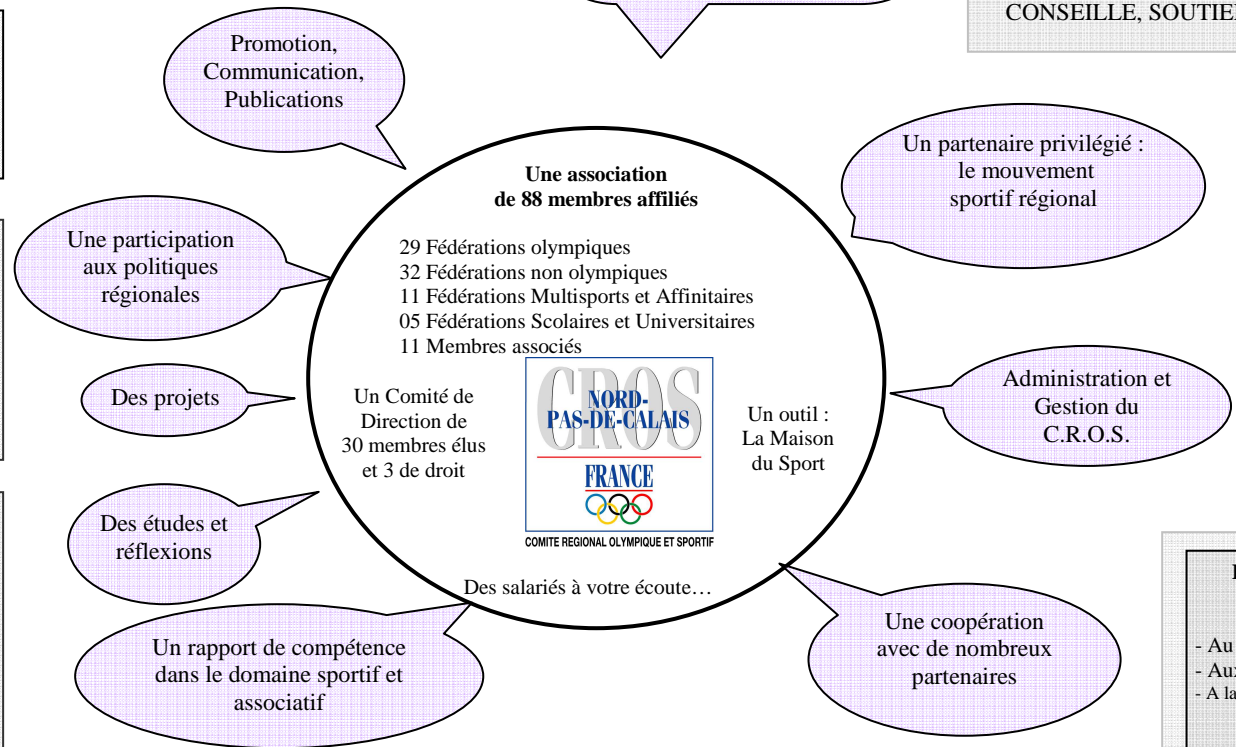 CONSEILLE, SOUTIE
Promotion,
Communication,
Publications
Un partenaire privilégié :
le mouvement
sportif régional
Une association
de 88 membres affiliés
29 Fédérations olympiques
32 Fédérations non olympiques
11 Fédérations Multisports et Affinitaires
05 Fédérations Scolaires et Universitaires
11 Membres associés
Une participation
aux politiques
régionales
Des projets
Un Comité de
Direction de
30 membres élus
et 3 de droit
CROS
NORD-
PAS-DE-CALAIS
FRANCE
COMITE REGIONAL OLYMPIQUE ET SPORTIF
Un outil :
La Maison
du Sport
Administration et
Gestion du
C.R.O.S.
Des études et
réflexions
Des salariés à votre écoute…
Un rapport de compétence
dans le domaine sportif et
associatif
Une coopération
avec de nombreux
partenaires
- Au
- Aux
- A la